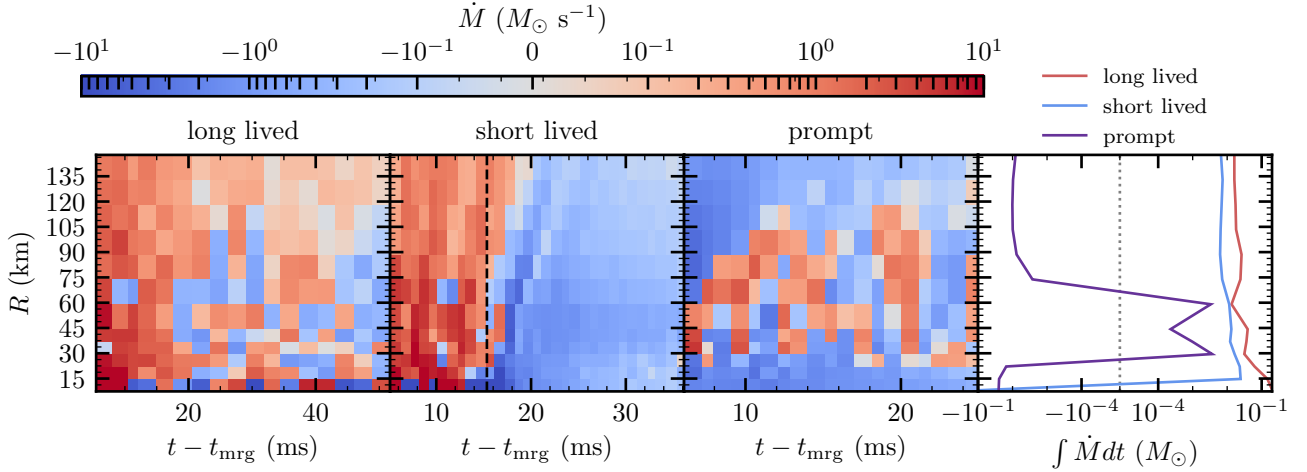 Ṁ (M⊙ s⁻¹)
−10¹ −10⁰ −10⁻¹ 0 10⁻¹ 10⁰ 10¹
long lived
short lived
prompt
long lived short lived prompt
R (km)
135
120
105
90
75
60
45
30
15
20 40 10 20 30 10 20 −10⁻¹ −10⁻⁴ 10⁻⁴ 10⁻¹
t − t_mrg (ms) t − t_mrg (ms) t − t_mrg (ms) ∫ Ṁdt (M⊙)